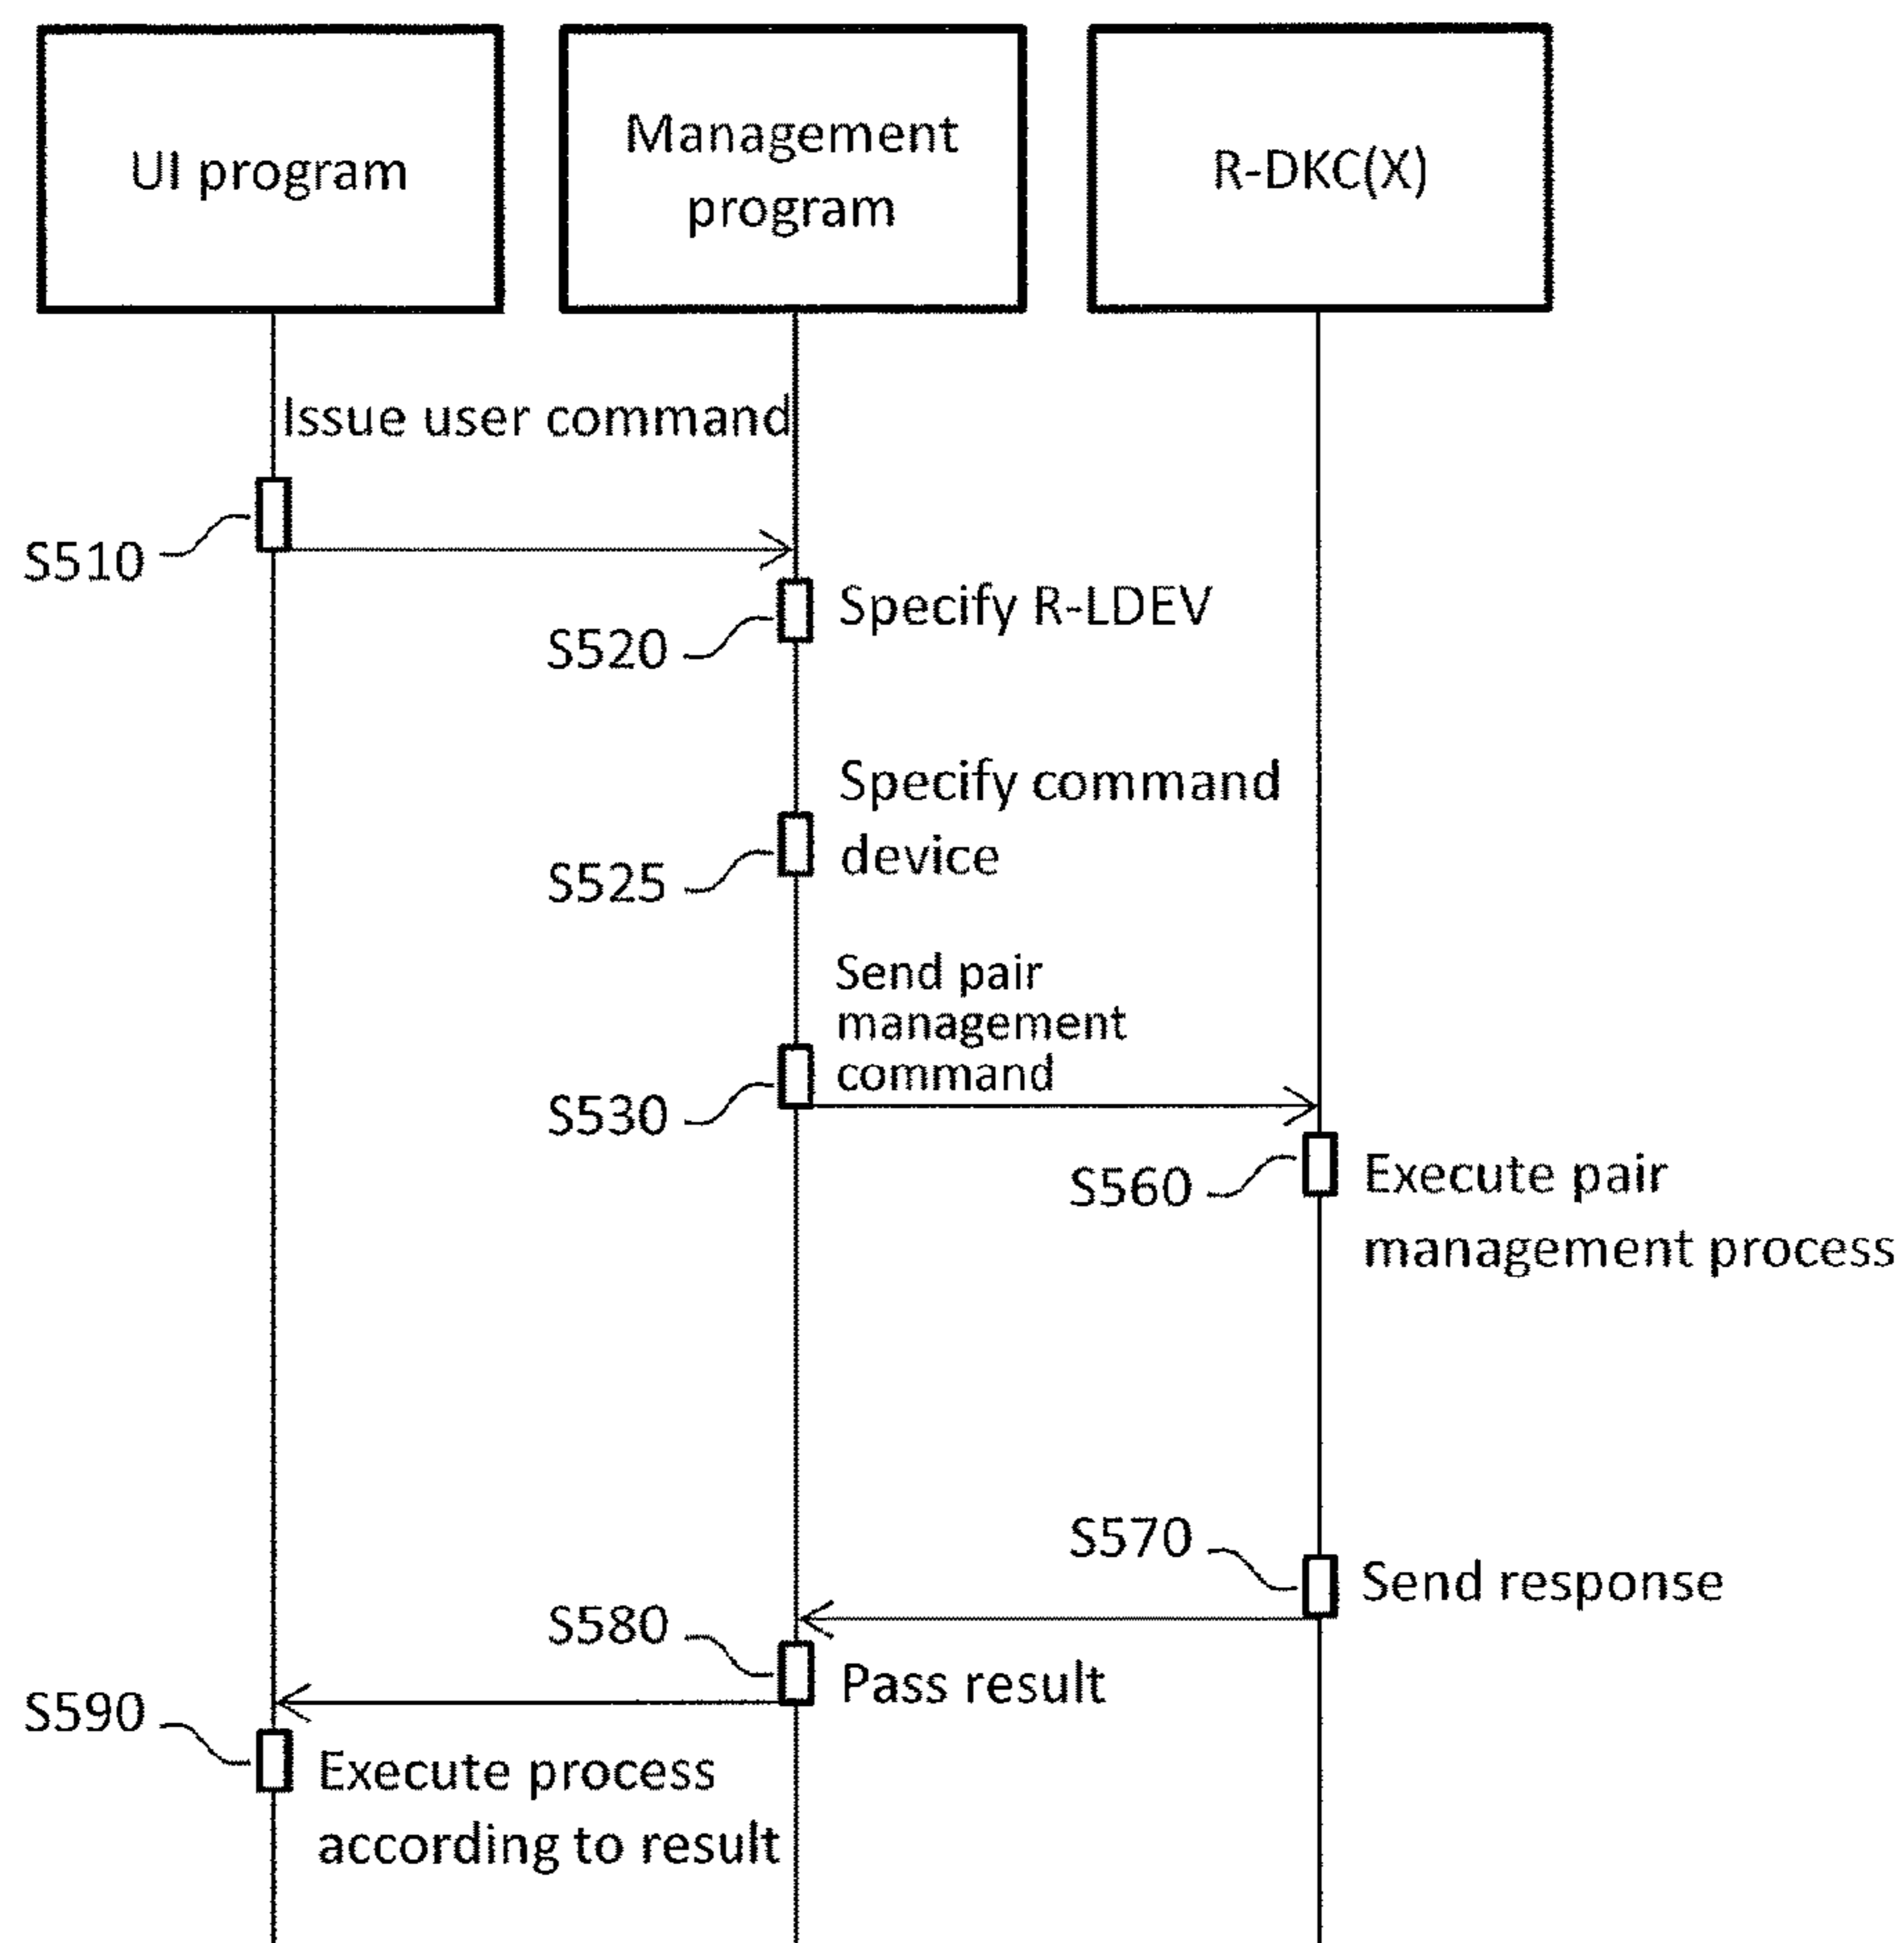 UI program
Management
program
R-DKC(X)
Issue user command
S510
Specify R-LDEV
S520
Specify command
device
S525
Send pair
management
command
S530
S560
Execute pair
management process
S570
Send response
S580
Pass result
S590
Execute process
according to result